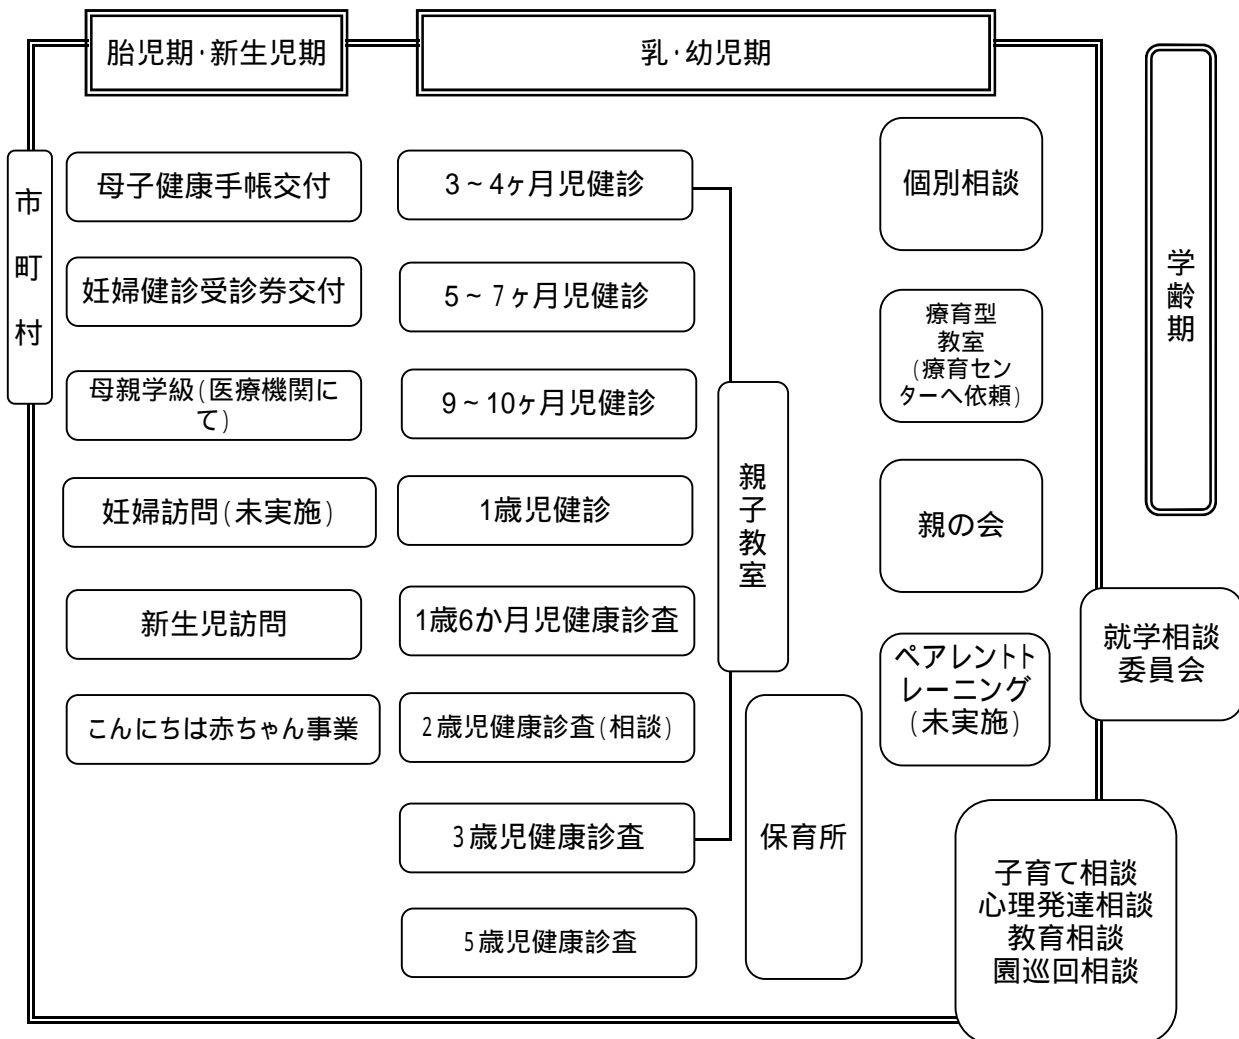 胎児期・新生児期
乳・幼児期
市町村
母子健康手帳交付
妊婦健診受診券交付
母親学級(医療機関に
て)
妊婦訪問(未実施)
新生児訪問
こんにちは赤ちゃん事業
3~4ヶ月児健診
5~7ヶ月児健診
9~10ヶ月児健診
1歳児健診
1歳6か月児健康診査
2歳児健康診査(相談)
3歳児健康診査
5歳児健康診査
親子教室
保育所
個別相談
療育型
教室
(療育セン
ターへ依頼)
親の会
ペアレントト
レーニング
(未実施)
学齢期
就学相談
委員会
子育て相談
心理発達相談
教育相談
園巡回相談